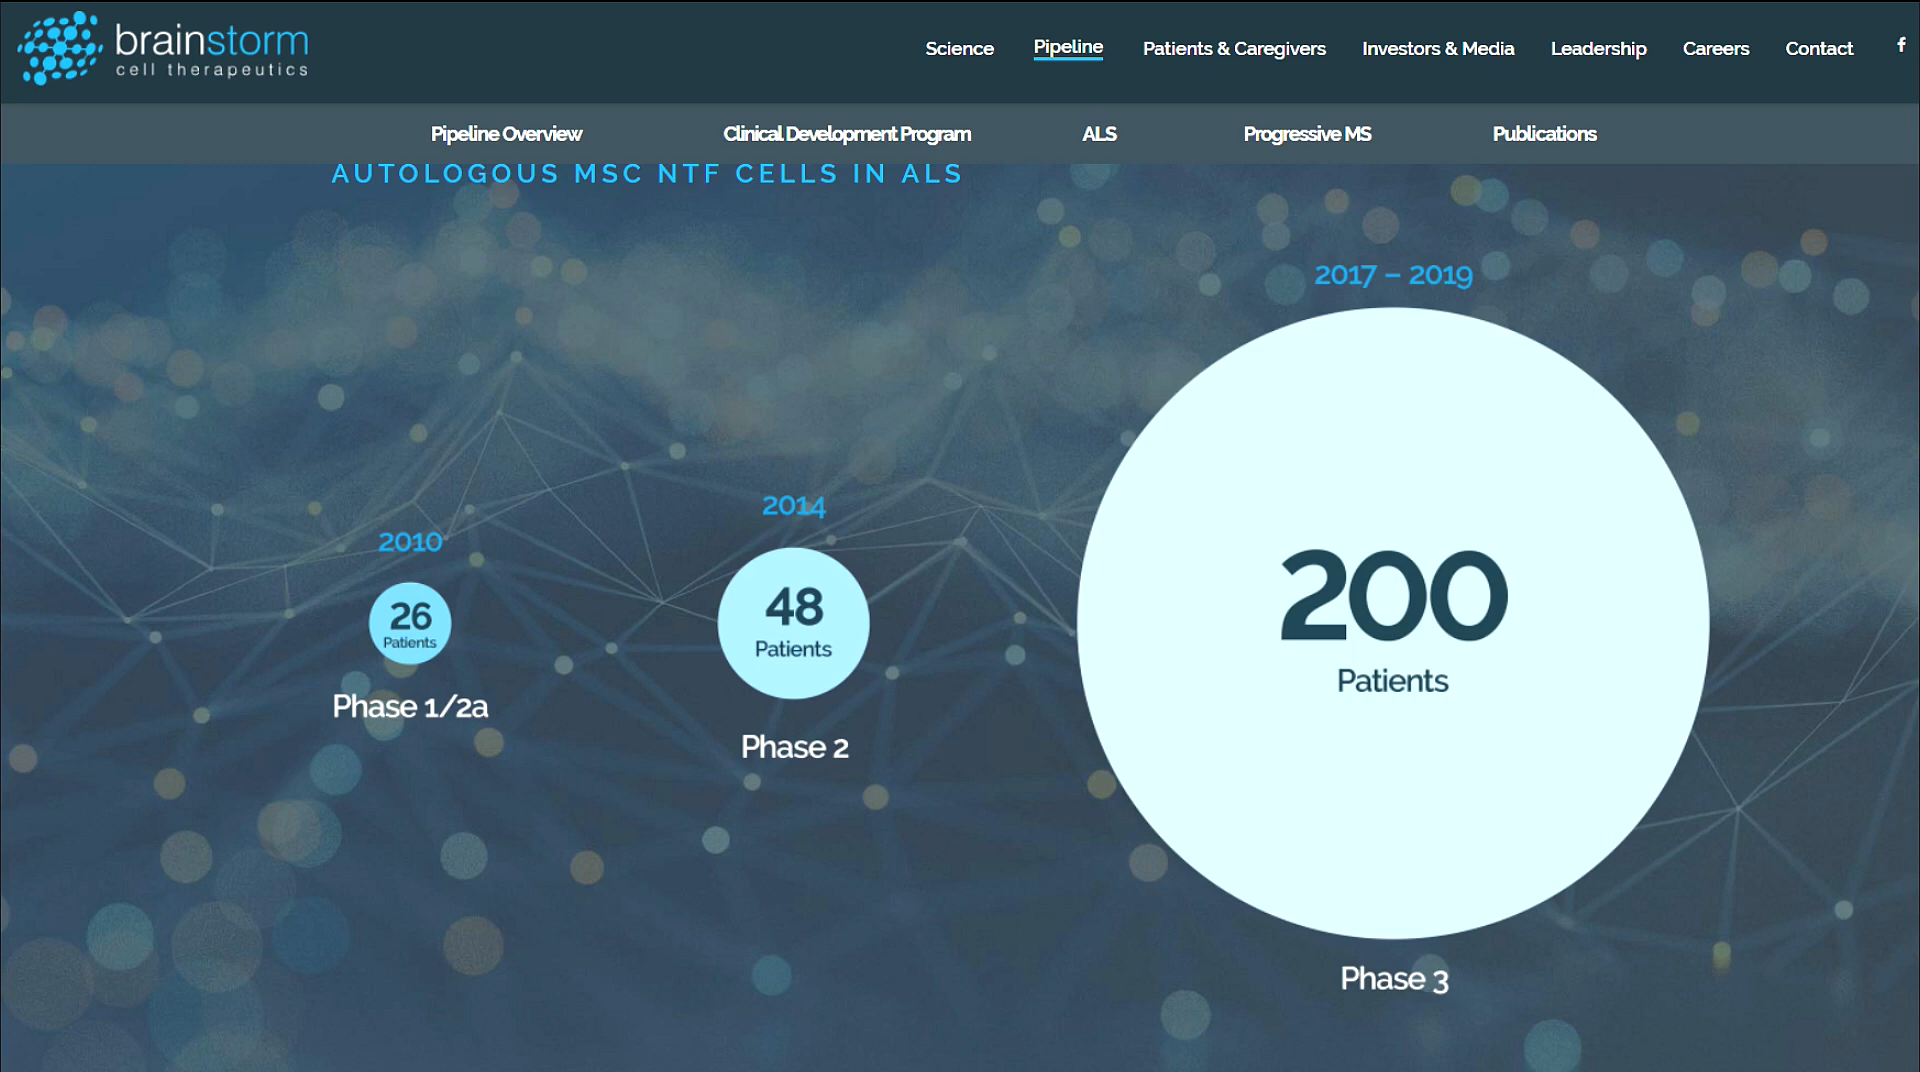 brainstorm
cell therapeutics
Science Pipeline Patients & Caregivers Investors & Media Leadership Careers Contact f
Pipeline Overview Clinical Development Program ALS Progressive MS Publications
AUTOLOGOUS MSC NTF CELLS IN ALS
2010
26
Patients
Phase 1/2a
2014
48
Patients
Phase 2
2017 – 2019
200
Patients
Phase 3